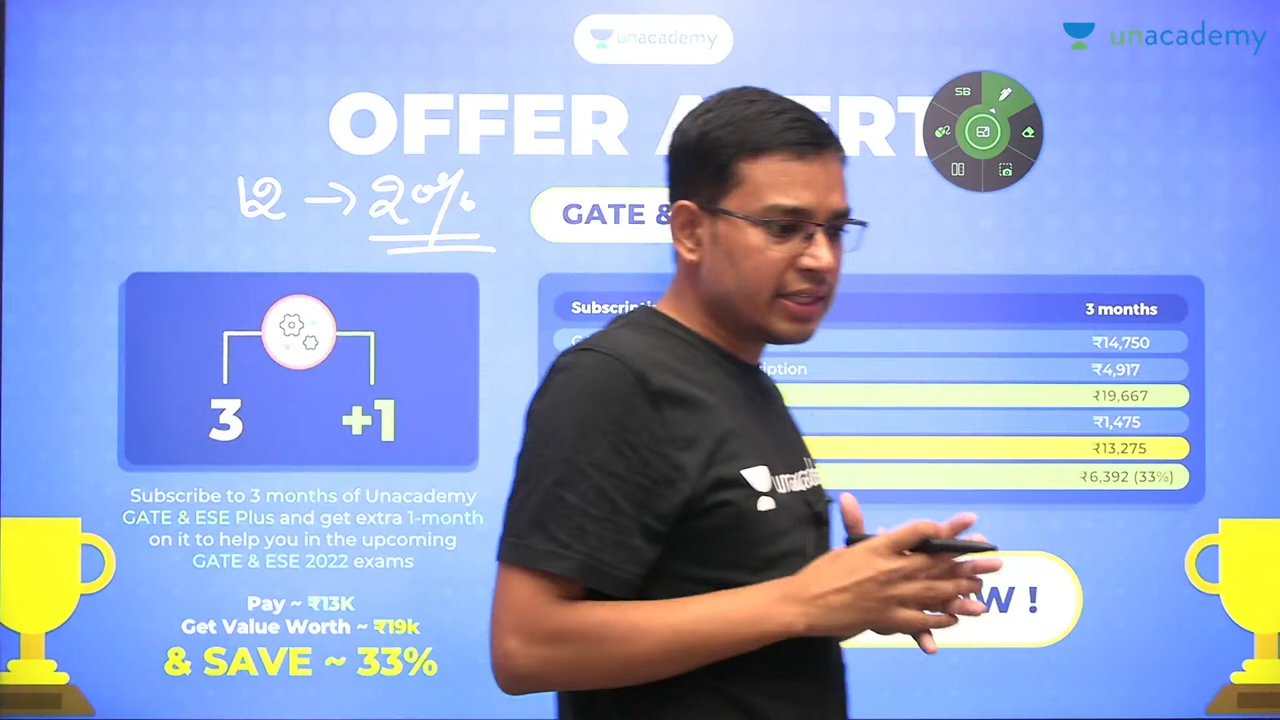 unacademy
unacademy
OFFER ALERT
12 → 20%
GATE &
3 months
₹14,750
iption ₹4,917
₹19,667
₹1,475
₹13,275
₹6,392 (33%)
SB
3 +1
Subscribe to 3 months of Unacademy
GATE & ESE Plus and get extra 1-month
on it to help you in the upcoming
GATE & ESE 2022 exams
Pay ~ ₹13K
Get Value Worth ~ ₹19k
& SAVE ~ 33%
W !